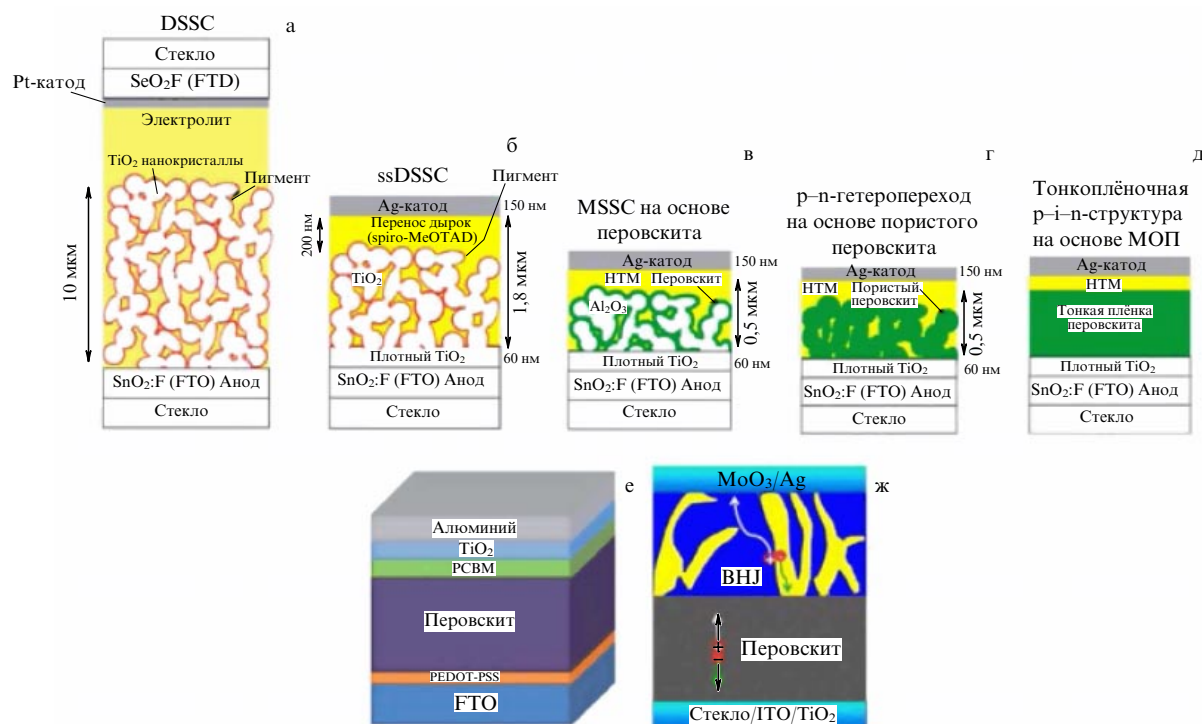 DSSC
а
Стекло
SeO₂F (FTD)
Pt-катод
Электролит
TiO₂ нанокристаллы
Пигмент
10 мкм
SnO₂:F (FTO) Анод
Стекло
б
ssDSSC
Пигмент
Ag-катод
150 нм
200 нм
Перенос дырок
(spiro-MeOTAD)
TiO₂
1,8 мкм
Плотный TiO₂
60 нм
SnO₂:F (FTO) Анод
Стекло
в
MSSC на основе
перовскита
Ag-катод
150 нм
HTM
Перовскит
Al₂O₃
0,5 мкм
Плотный TiO₂
60 нм
SnO₂:F (FTO) Анод
Стекло
г
p–n-гетеропереход
на основе пористого
перовскита
Ag-катод
150 нм
HTM
Пористый
перовскит
0,5 мкм
Плотный TiO₂
60 нм
SnO₂:F (FTO) Анод
Стекло
д
Тонкоплёночная
p–i–n-структура
на основе МОП
Ag-катод
HTM
Тонкая плёнка
перовскита
Плотный TiO₂
SnO₂:F (FTO) Анод
Стекло
е
Алюминий
TiO₂
PCBM
Перовскит
PEDOT-PSS
FTO
ж
MoO₃/Ag
BHJ
+
−
Перовскит
Стекло/ITO/TiO₂